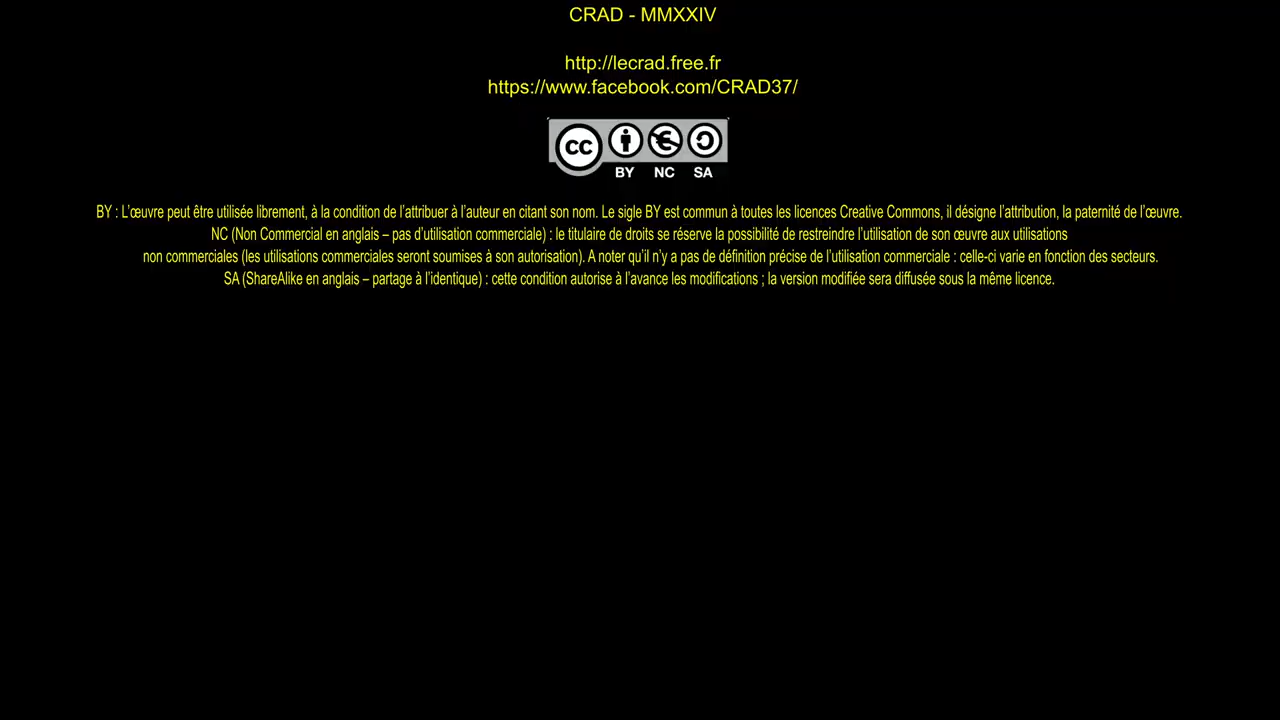 CRAD - MMXXIV
http://lecrad.free.fr
https://www.facebook.com/CRAD37/
cc BY NC SA
BY : L’œuvre peut être utilisée librement, à la condition de l’attribuer à l’auteur en citant son nom. Le sigle BY est commun à toutes les licences Creative Commons, il désigne l’attribution, la paternité de l’œuvre.
NC (Non Commercial en anglais – pas d’utilisation commerciale) : le titulaire de droits se réserve la possibilité de restreindre l’utilisation de son œuvre aux utilisations
non commerciales (les utilisations commerciales seront soumises à son autorisation). A noter qu’il n’y a pas de définition précise de l’utilisation commerciale : celle-ci varie en fonction des secteurs.
SA (ShareAlike en anglais – partage à l’identique) : cette condition autorise à l’avance les modifications ; la version modifiée sera diffusée sous la même licence.